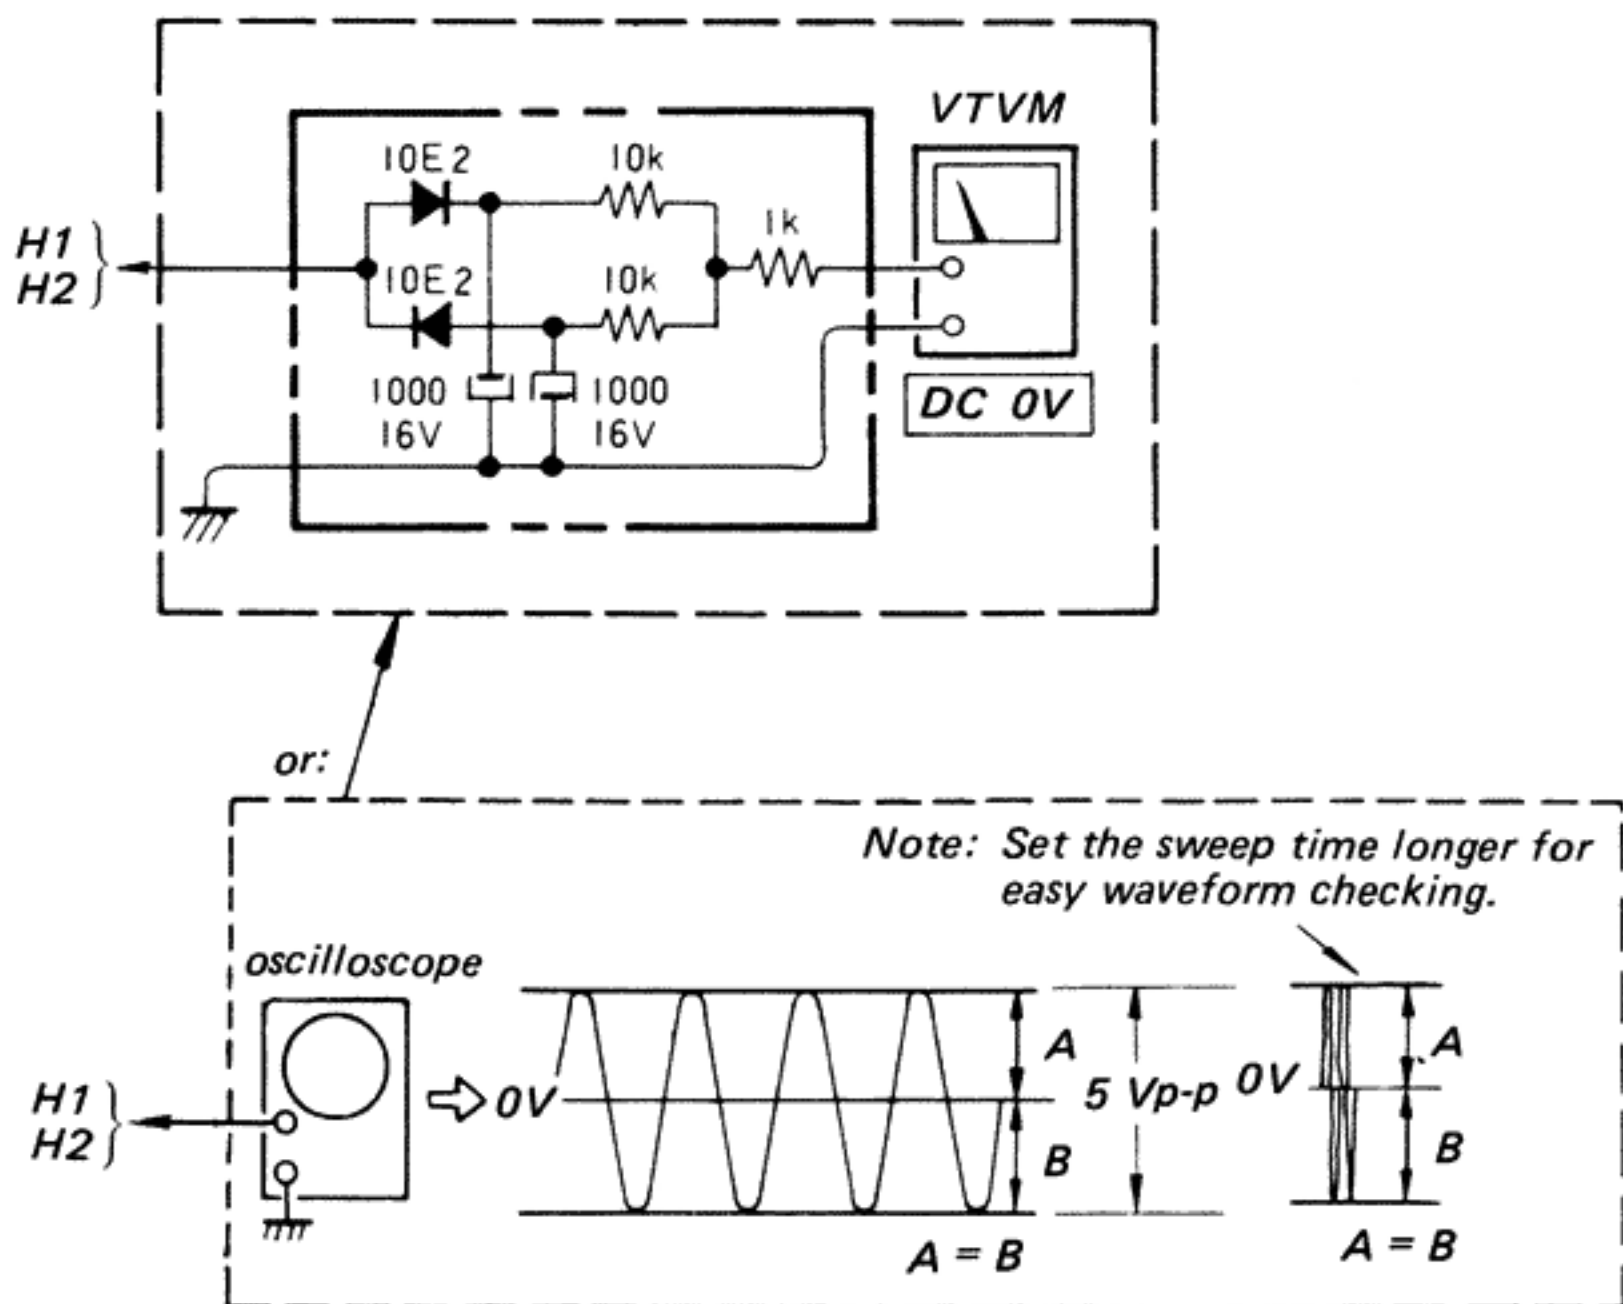 VTVM
10E2
10k
1k
H1
H2
10E2
10k
1000
16V
1000
16V
DC 0V
or:
Note: Set the sweep time longer for
easy waveform checking.
oscilloscope
H1
H2
0V
A
B
5 Vp-p
A = B
0V
A
B
A = B